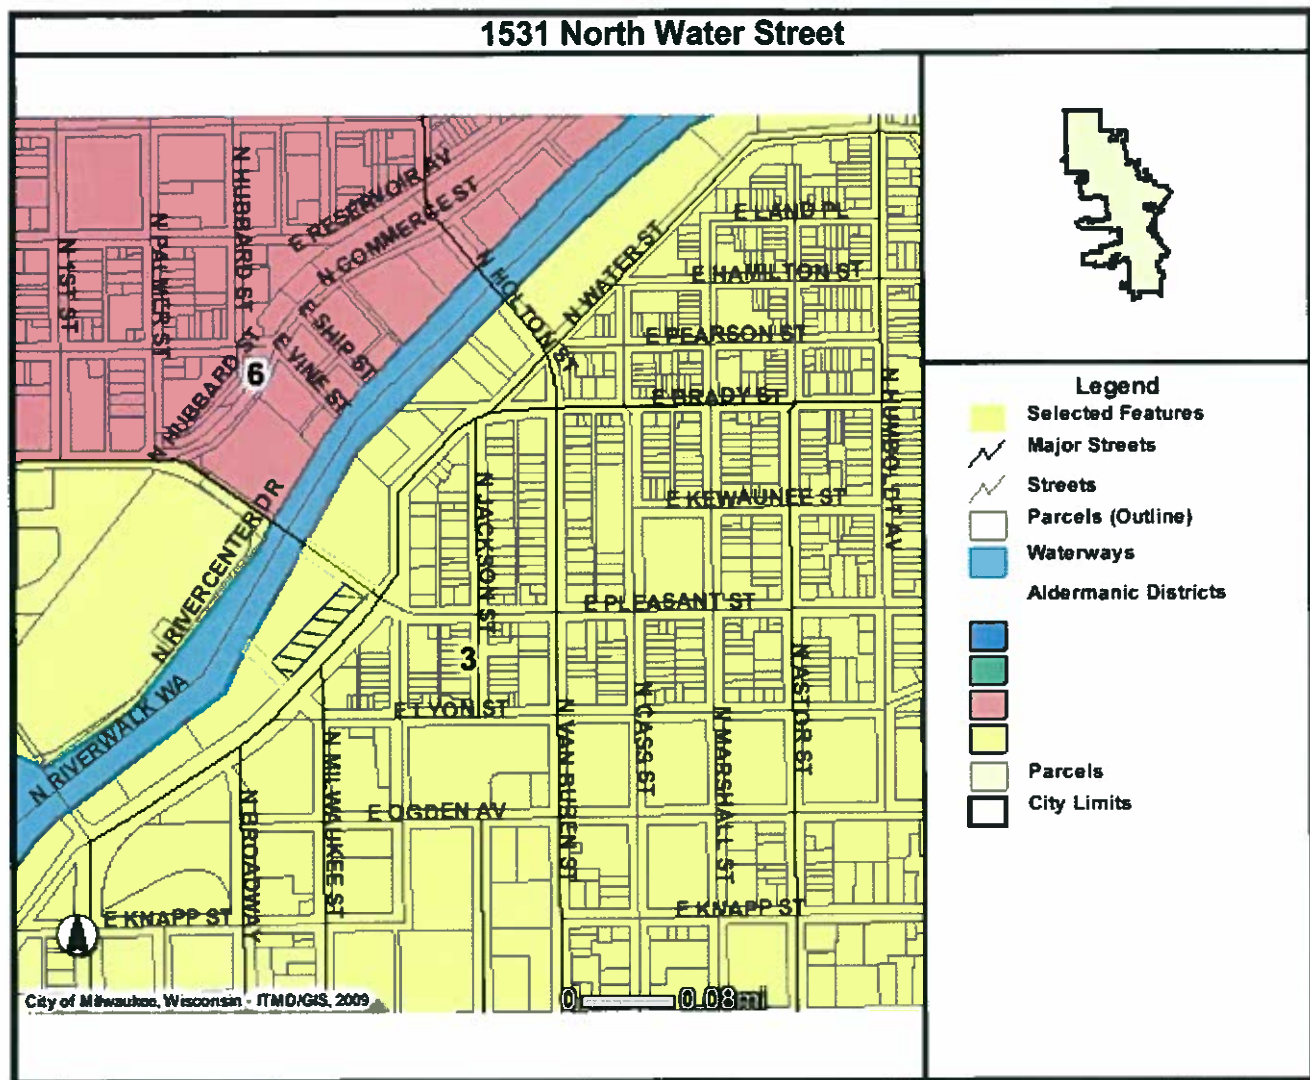 1531 North Water Street
N HUBBARD ST
E RESERVOIR AV
N COMMERCE ST
N PALMER ST
N 1ST ST
E LAND PL
N WATER ST
E HAMILTON ST
N HOLTON ST
E SHIP ST
E PEARSON ST
E VINE ST
N HUBBARD ST
6
E BRADY ST
N HUMBOLDT AV
N RIVERCENTER DR
N JACKSON ST
E KEWAUNEE ST
E PLEASANT ST
3
N ASTOR ST
N RIVERWALK WA
E LYON ST
N CASS ST
N VAN BUREN ST
N MARSHALL ST
N MILWAUKEE ST
N BROADWAY
E OGDEN AV
E KNAPP ST
E KNAPP ST
City of Milwaukee, Wisconsin - ITMD/GIS, 2009
0 0.08mi
Legend
Selected Features
Major Streets
Streets
Parcels (Outline)
Waterways
Aldermanic Districts
Parcels
City Limits